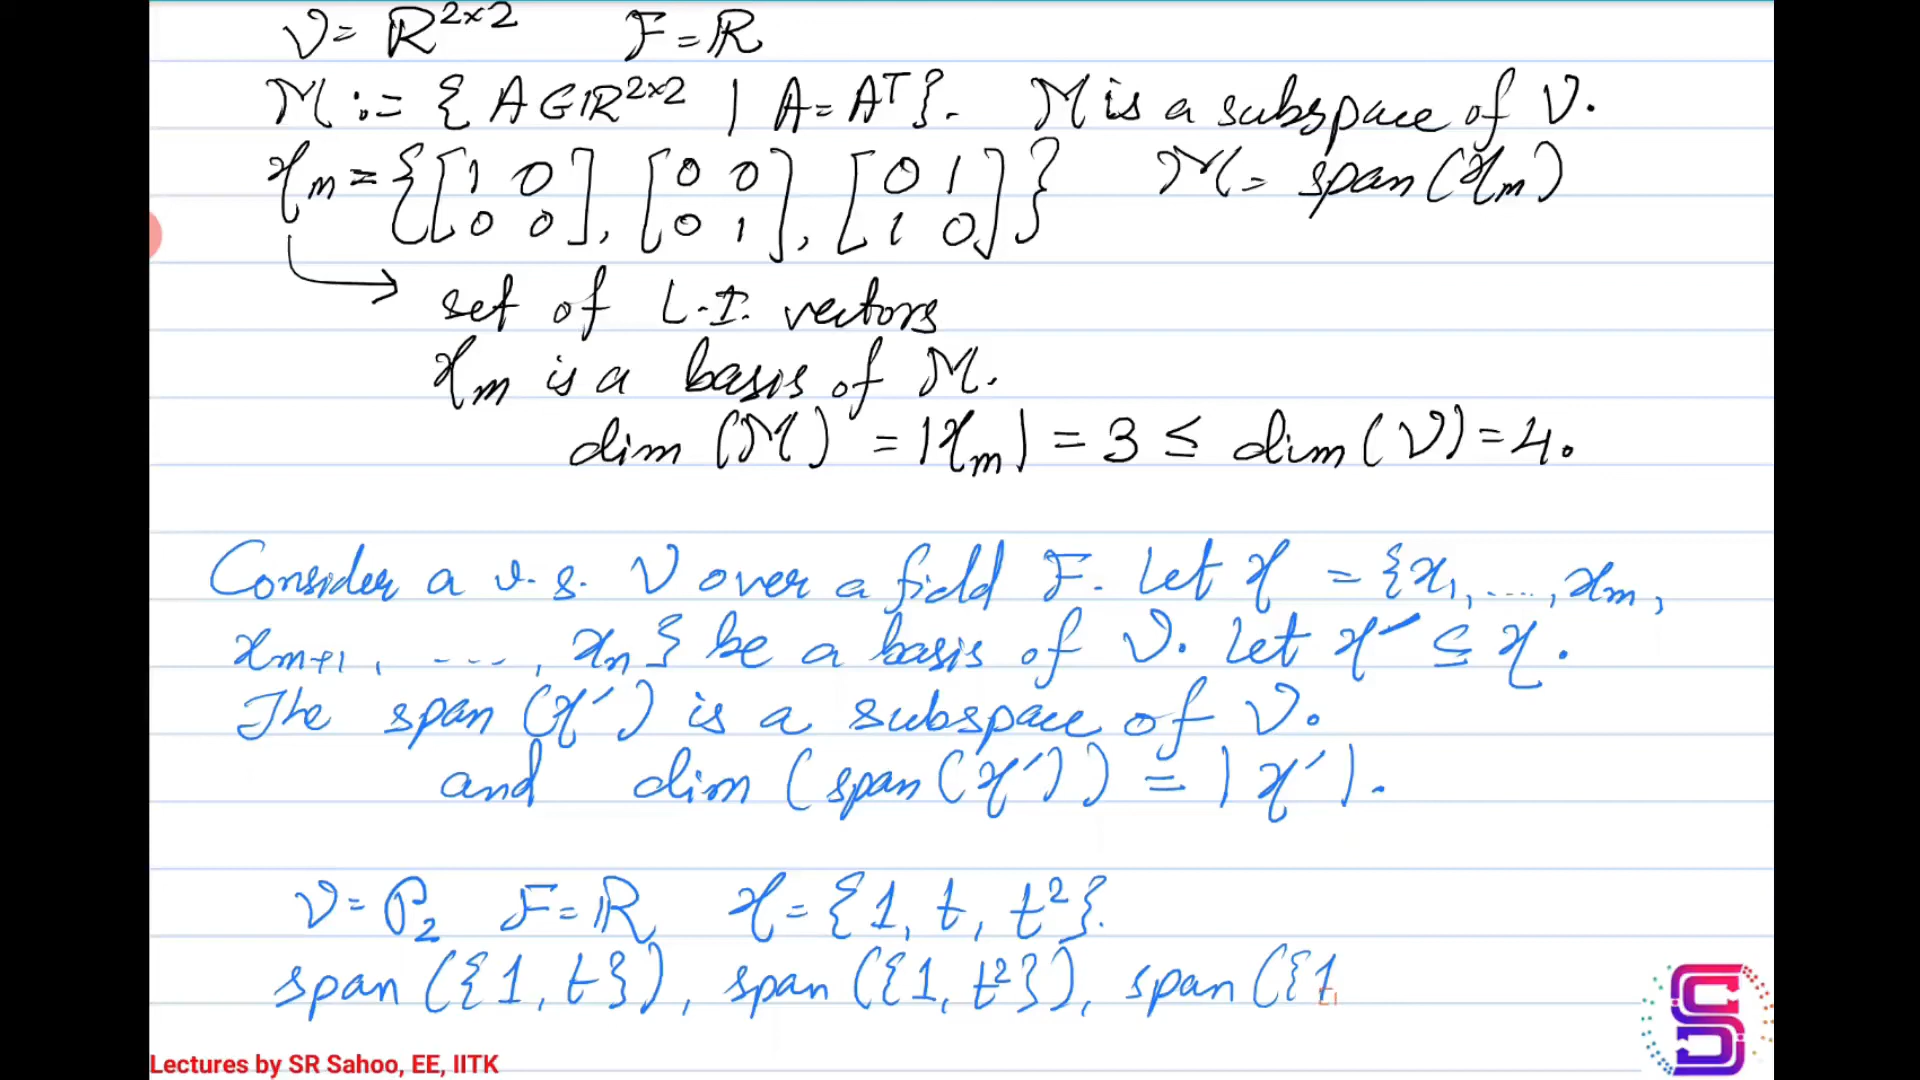 V = ℝ^{2×2} F = ℝ
M := { A ∈ ℝ^{2×2} | A = A^T }. M is a subspace of V.
X_m = { [1 0; 0 0], [0 0; 0 1], [0 1; 1 0] } M = span(X_m)
set of L.I. vectors
X_m is a basis of M.
dim (M) = |X_m| = 3 ≤ dim (V) = 4.
Consider a v.s. V over a field F. Let X = {x_1, ...., x_m,
x_{m+1}, ...., x_n} be a basis of V. Let X' ⊆ X.
The span (X') is a subspace of V.
and dim (span (X')) = |X'|.
V = P_2 F = ℝ X = {1, t, t^2}.
span ({1, t}), span ({1, t^2}), span ({1
Lectures by SR Sahoo, EE, IITK